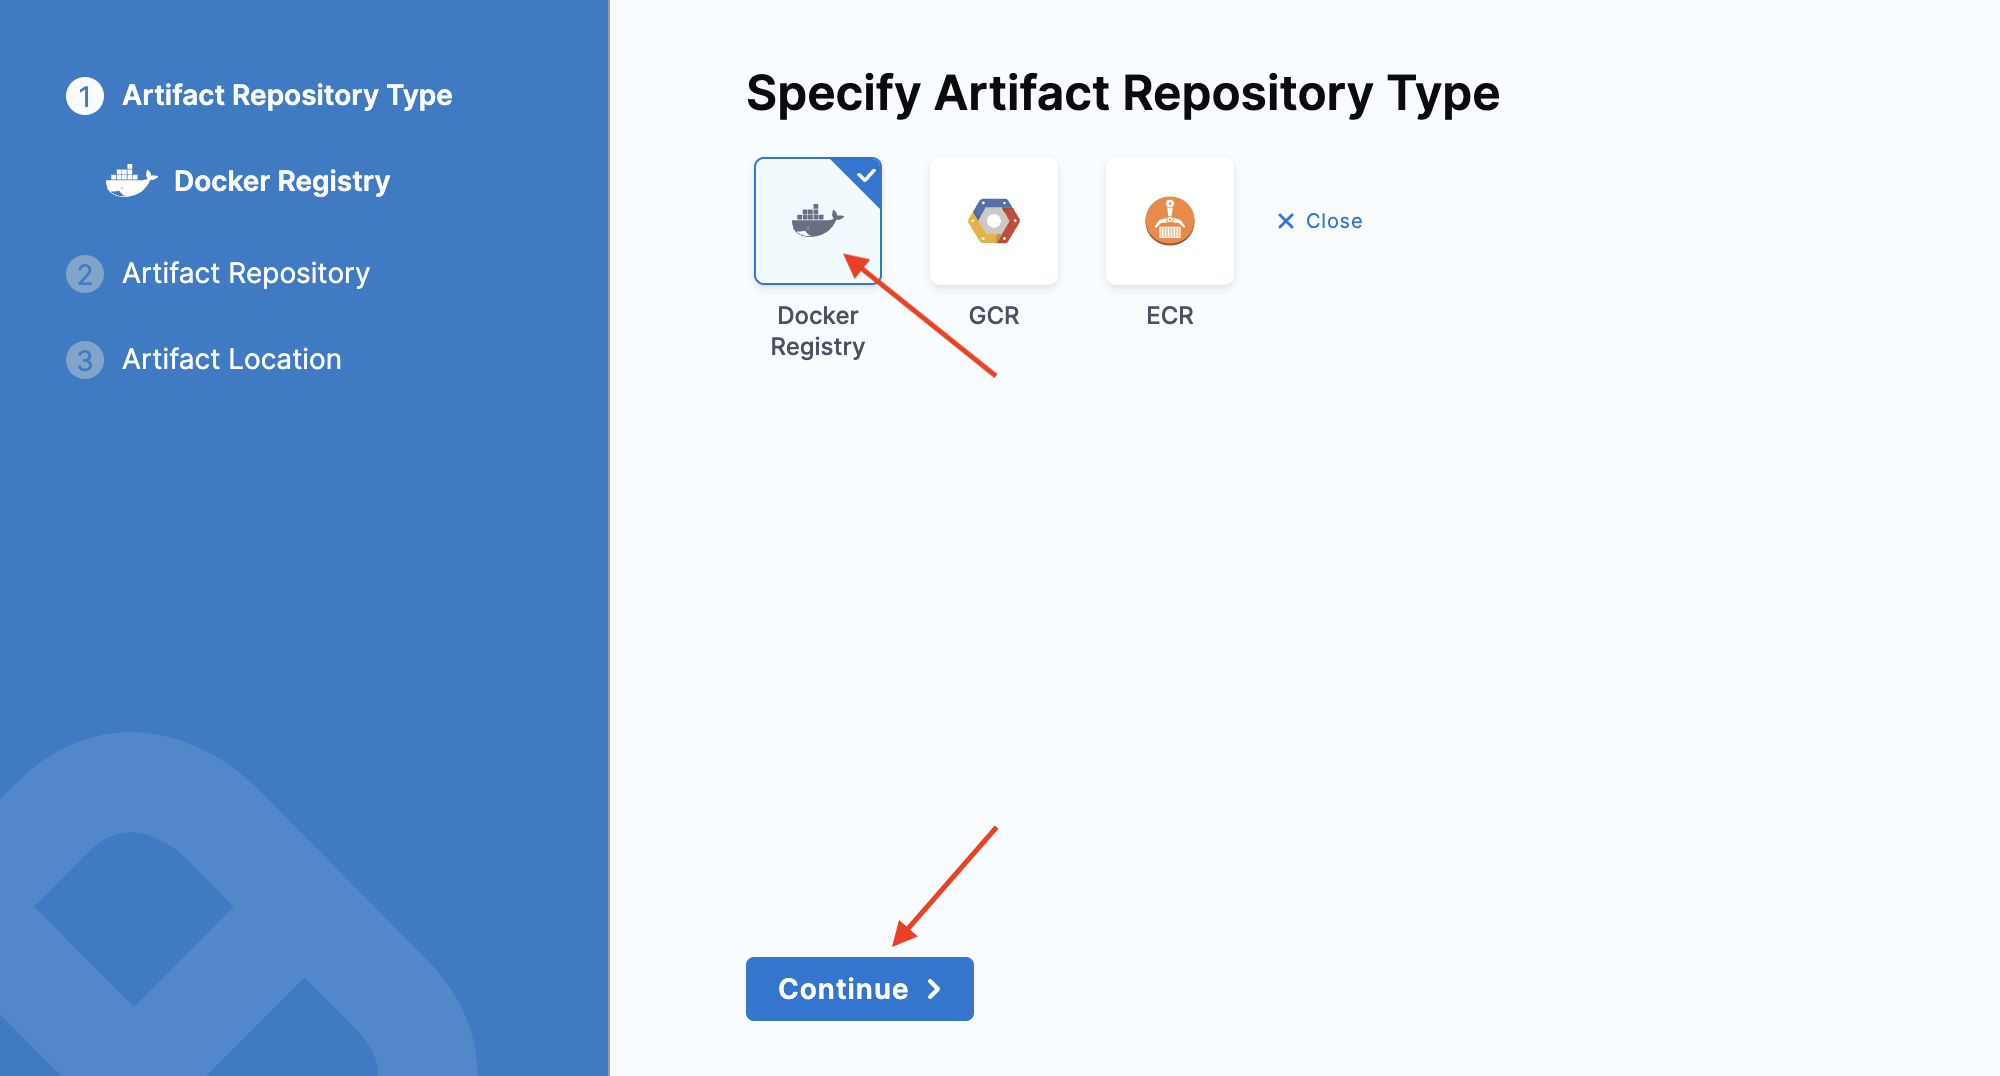 1 Artifact Repository Type
Docker Registry
2 Artifact Repository
3 Artifact Location
Specify Artifact Repository Type
Docker
Registry
GCR
ECR
Close
Continue